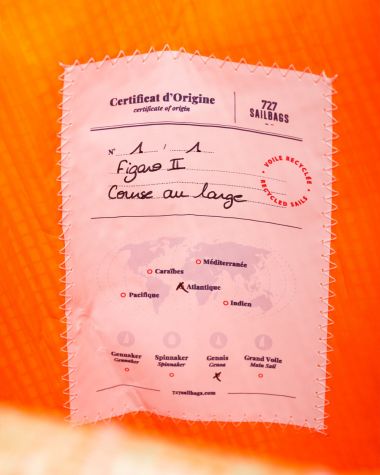 Certificat d'Origine
certificate of origin
727
SAILBAGS
N° 1 / 1
Figaro II
Course au large
VOILE RECYCLÉE
RECYCLED SAILS
Méditerranée
Caraïbes
Atlantique
Pacifique
Indien
Gennaker
Gennaker
Spinnaker
Spinnaker
Genois
Genoa
Grand Voile
Main Sail
727sailbags.com